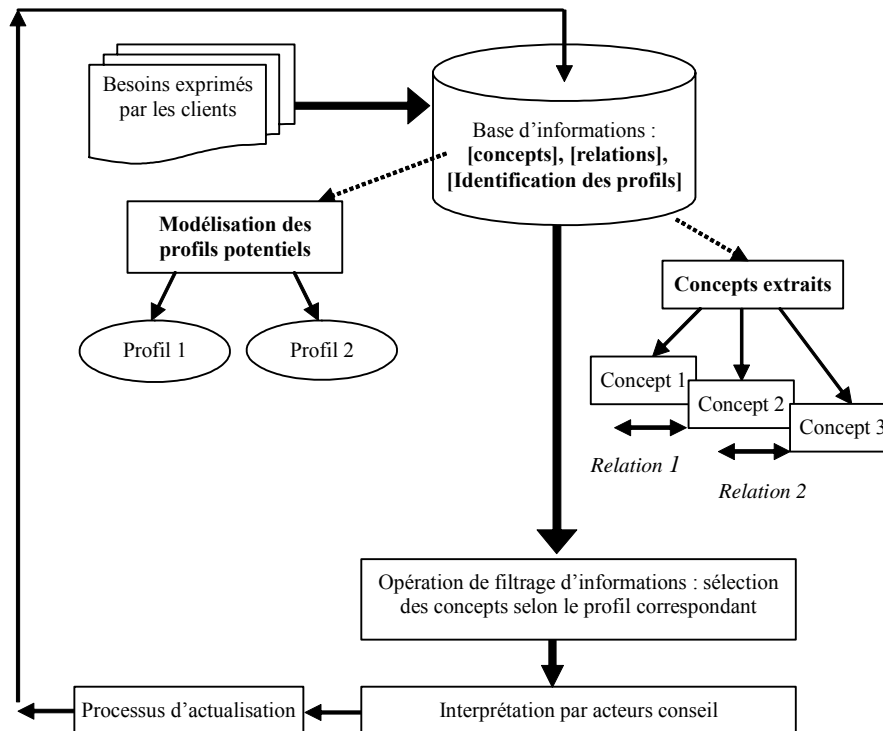 Besoins exprimés
par les clients
Base d’informations :
[concepts], [relations],
[Identification des profils]
Modélisation des
profils potentiels
Concepts extraits
Profil 1
Profil 2
Concept 1
Concept 2
Concept 3
Relation 1
Relation 2
Opération de filtrage d’informations : sélection
des concepts selon le profil correspondant
Processus d’actualisation
Interprétation par acteurs conseil